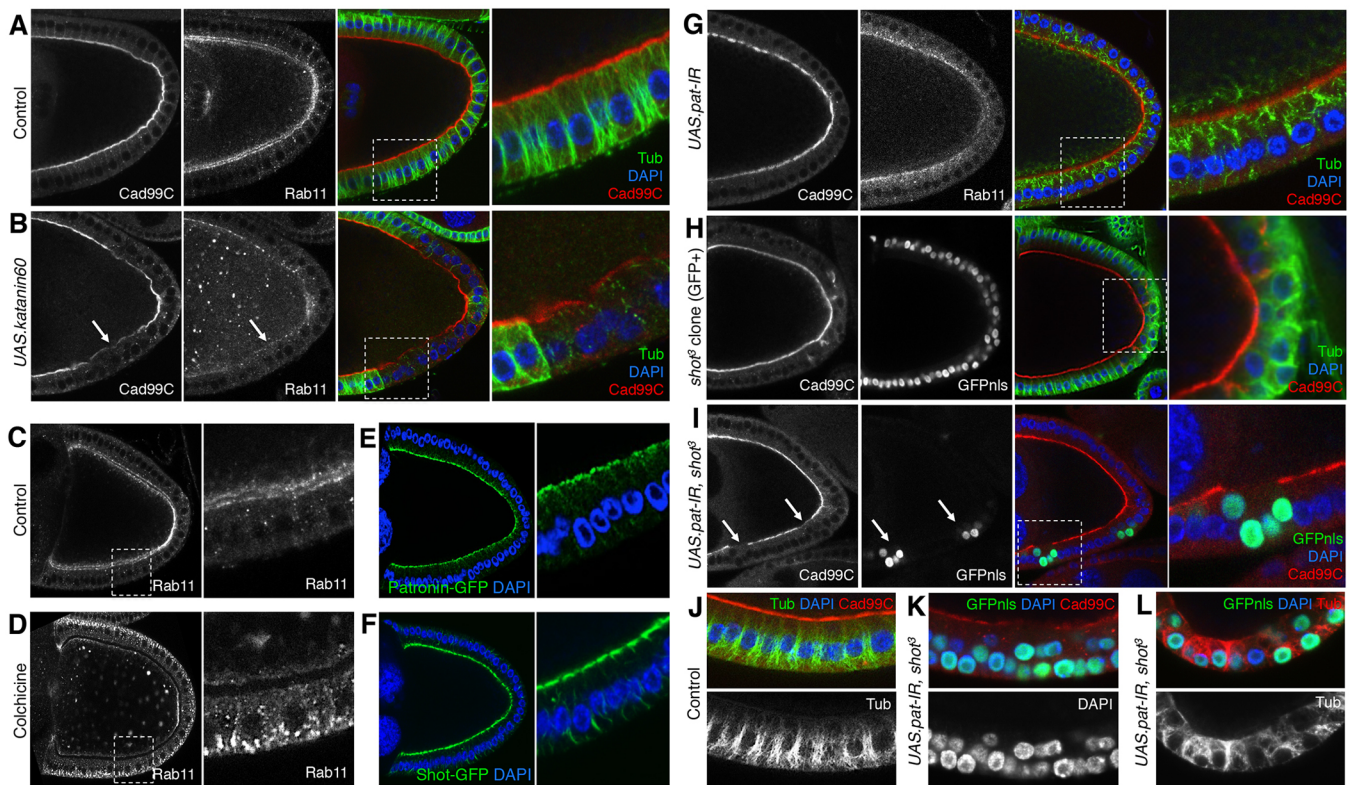 A
Control
Cad99C
Rab11
Tub
DAPI
Cad99C
B
UAS.katanin60
Cad99C
Rab11
Tub
DAPI
Cad99C
C
Control
Rab11
Rab11
D
Colchicine
Rab11
Rab11
E
Patronin-GFP DAPI
F
Shot-GFP DAPI
G
UAS.pat-IR
Cad99C
Rab11
Tub
DAPI
Cad99C
H
shot³ clone (GFP+)
Cad99C
GFPnls
Tub
DAPI
Cad99C
I
UAS.pat-IR, shot³
Cad99C
GFPnls
GFPnls
DAPI
Cad99C
J
Control
Tub DAPI Cad99C
Tub
K
UAS.pat-IR, shot³
GFPnls DAPI Cad99C
DAPI
L
UAS.pat-IR, shot³
GFPnls DAPI Tub
Tub